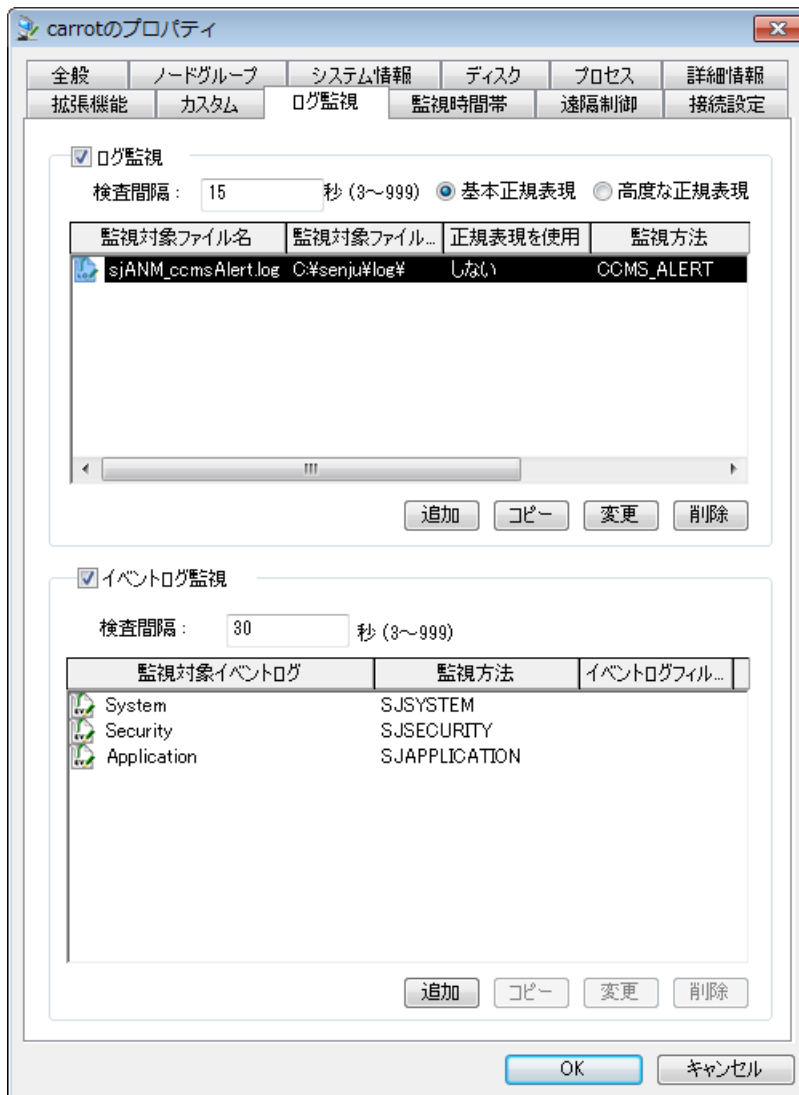 carrotのプロパティ
全般 ノードグループ システム情報 ディスク プロセス 詳細情報
拡張機能 カスタム ログ監視 監視時間帯 遠隔制御 接続設定
ログ監視
検査間隔： 15 秒 (3～999) 基本正規表現 高度な正規表現
監視対象ファイル名 監視対象ファイル... 正規表現を使用 監視方法
sjANM_ccmsAlert.log C:¥senju¥log¥ しない CCMS_ALERT
追加 コピー 変更 削除
イベントログ監視
検査間隔： 30 秒 (3～999)
監視対象イベントログ 監視方法 イベントログフィル...
System SJSYSTEM
Security SJSECURITY
Application SJAPPLICATION
追加 コピー 変更 削除
OK キャンセル